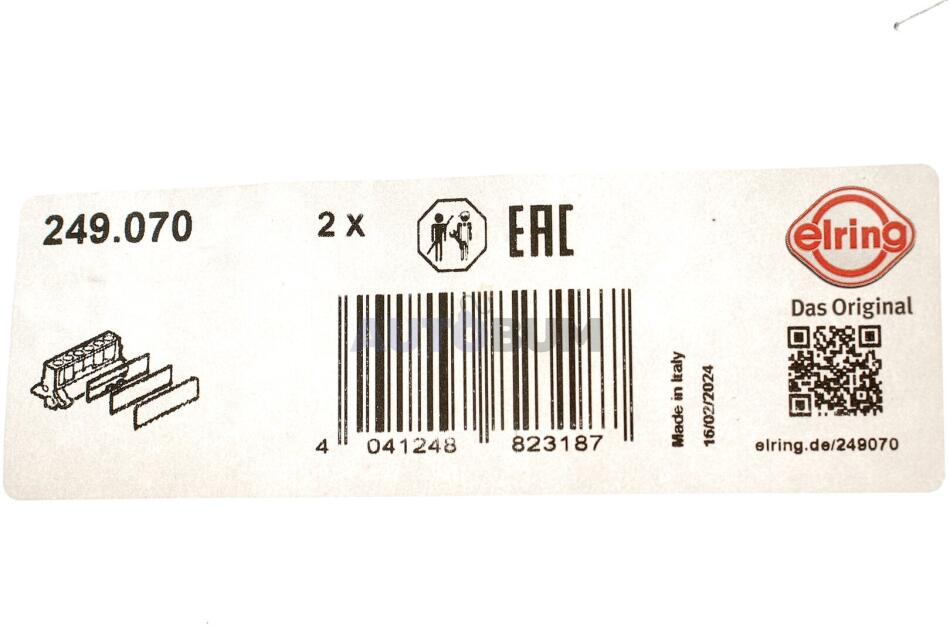 249.070
2 x
EAC
elring
Das Original
AUTOBUM
4 041248 823187
Made in Italy
16/02/2024
elring.de/249070